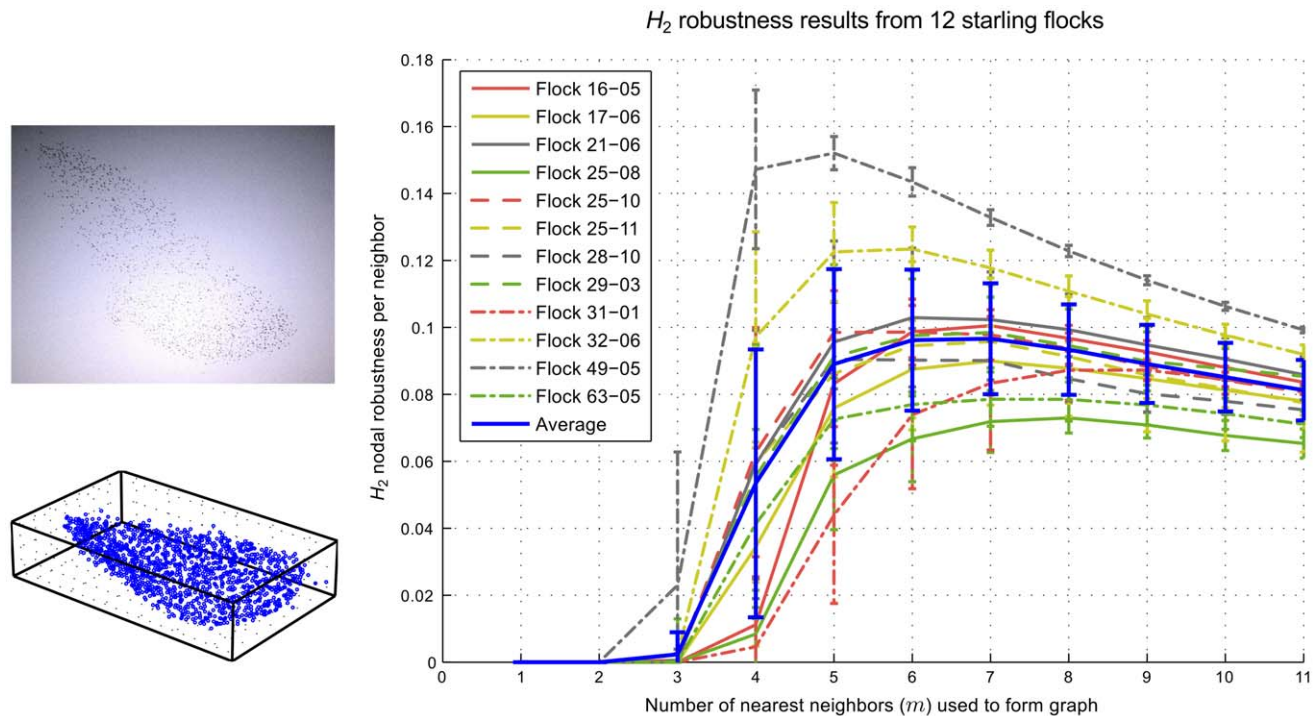 H₂ robustness results from 12 starling flocks
H₂ nodal robustness per neighbor
0.18
0.16
0.14
0.12
0.1
0.08
0.06
0.04
0.02
0
Flock 16−05
Flock 17−06
Flock 21−06
Flock 25−08
Flock 25−10
Flock 25−11
Flock 28−10
Flock 29−03
Flock 31−01
Flock 32−06
Flock 49−05
Flock 63−05
Average
0 1 2 3 4 5 6 7 8 9 10 11
Number of nearest neighbors (m) used to form graph